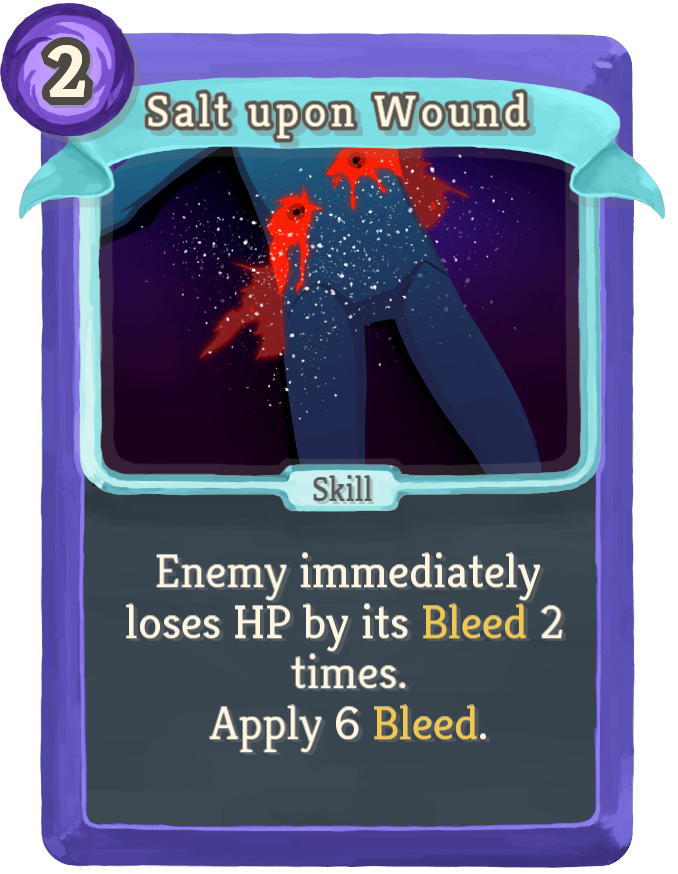 2
Salt upon Wound
Skill
Enemy immediately
loses HP by its Bleed 2
times.
Apply 6 Bleed.